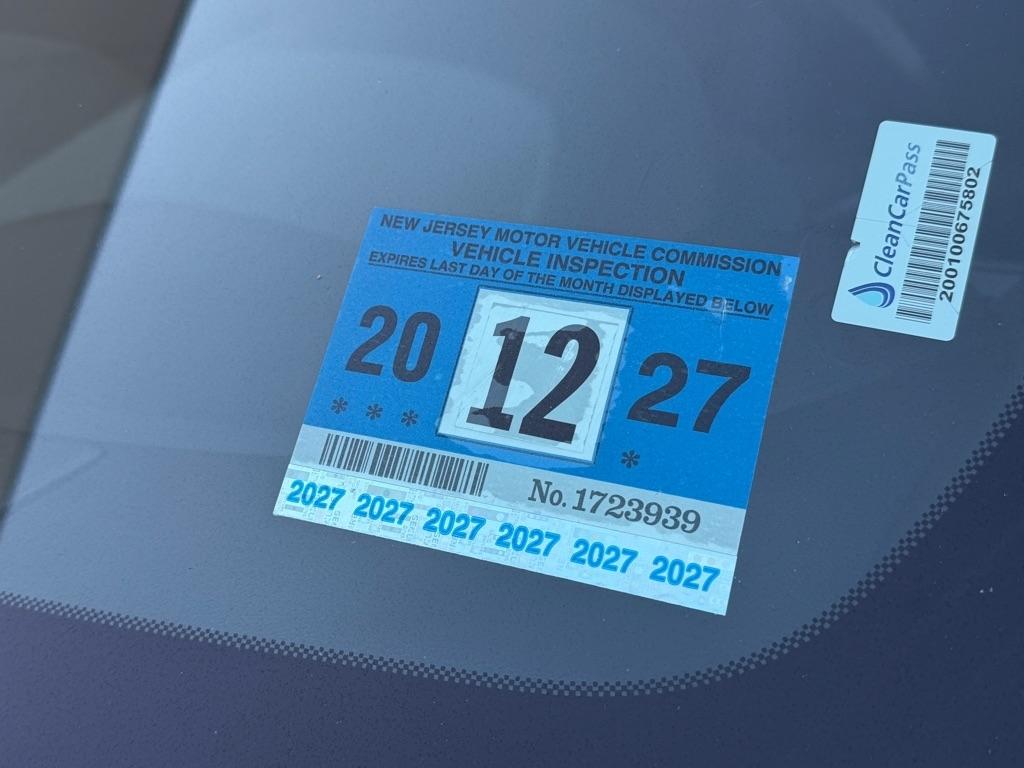 NEW JERSEY MOTOR VEHICLE COMMISSION
VEHICLE INSPECTION
EXPIRES LAST DAY OF THE MONTH DISPLAYED BELOW
20 12 27
* * * *
No. 1723939
2027 2027 2027 2027 2027 2027
CleanCarPass
200100675802